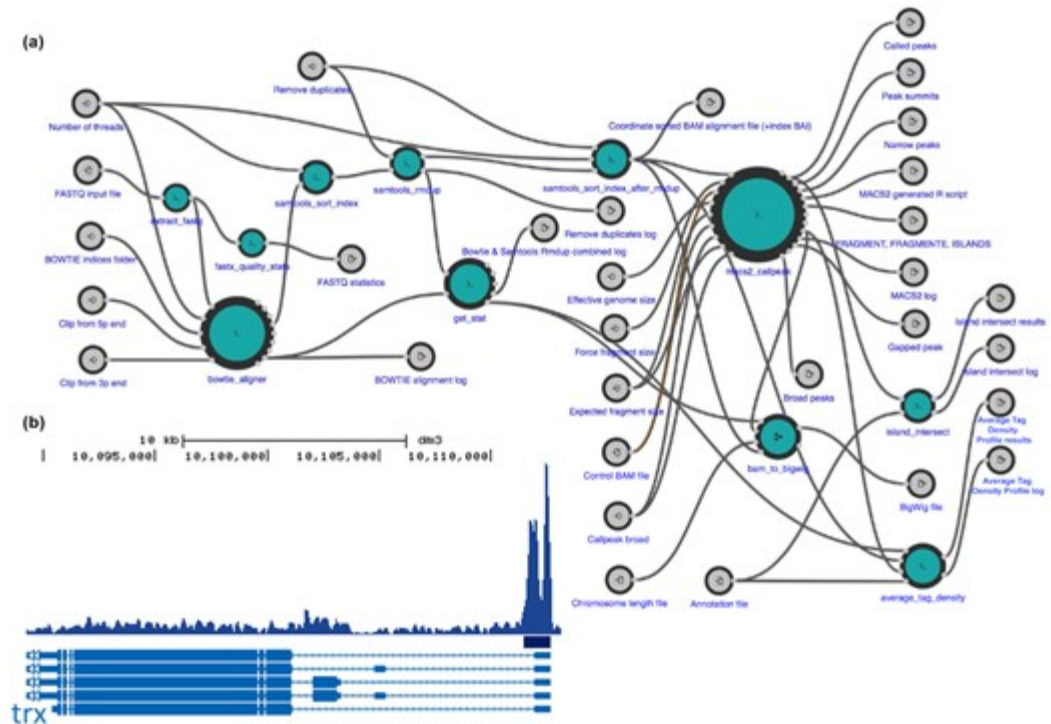 (a)
Remove duplicates
Number of threads
FASTQ input file
BOWTIE indices folder
Clip from 5p end
Clip from 3p end
extract_fastq
fastx_quality_stats
FASTQ statistics
bowtie_aligner
BOWTIE alignment log
samtools_sort_index
samtools_rmdup
get_stat
Bowtie & Samtools Rmdup combined log
Remove duplicates log
samtools_sort_index_after_rmdup
Coordinate sorted BAM alignment file (+index BAI)
Effective genome size
Force fragment size
Expected fragment size
Control BAM file
Callpeak broad
Chromosome length file
Annotation file
macs2_callpeak
Called peaks
Peak summits
Narrow peaks
MACS2 generated R script
FRAGMENT, FRAGMENTE, ISLANDS
MACS2 log
Gapped peak
Broad peaks
bam_to_bigwig
BigWig file
island_intersect
Island intersect results
Island intersect log
Average Tag
Density
Profile results
Average Tag
Density Profile log
average_tag_density
(b)
10 kb
dm3
10,095,000
10,100,000
10,105,000
10,110,000
trx